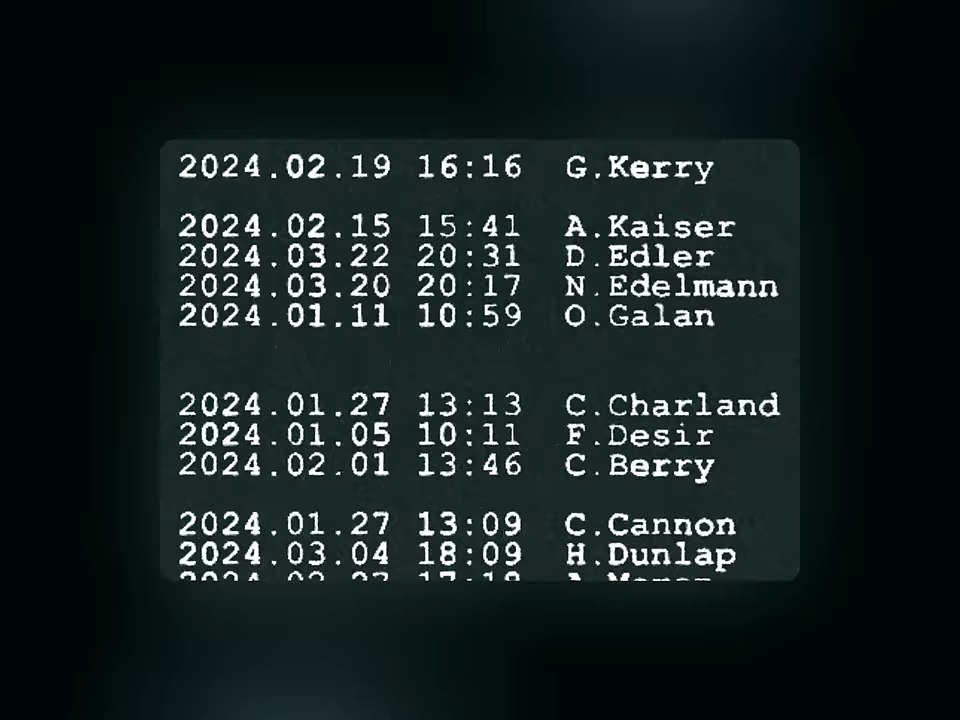 2024.02.19 16:16 G.Kerry
2024.02.15 15:41 A.Kaiser
2024.03.22 20:31 D.Edler
2024.03.20 20:17 N.Edelmann
2024.01.11 10:59 O.Galan
2024.01.27 13:13 C.Charland
2024.01.05 10:11 F.Desir
2024.02.01 13:46 C.Berry
2024.01.27 13:09 C.Cannon
2024.03.04 18:09 H.Dunlap